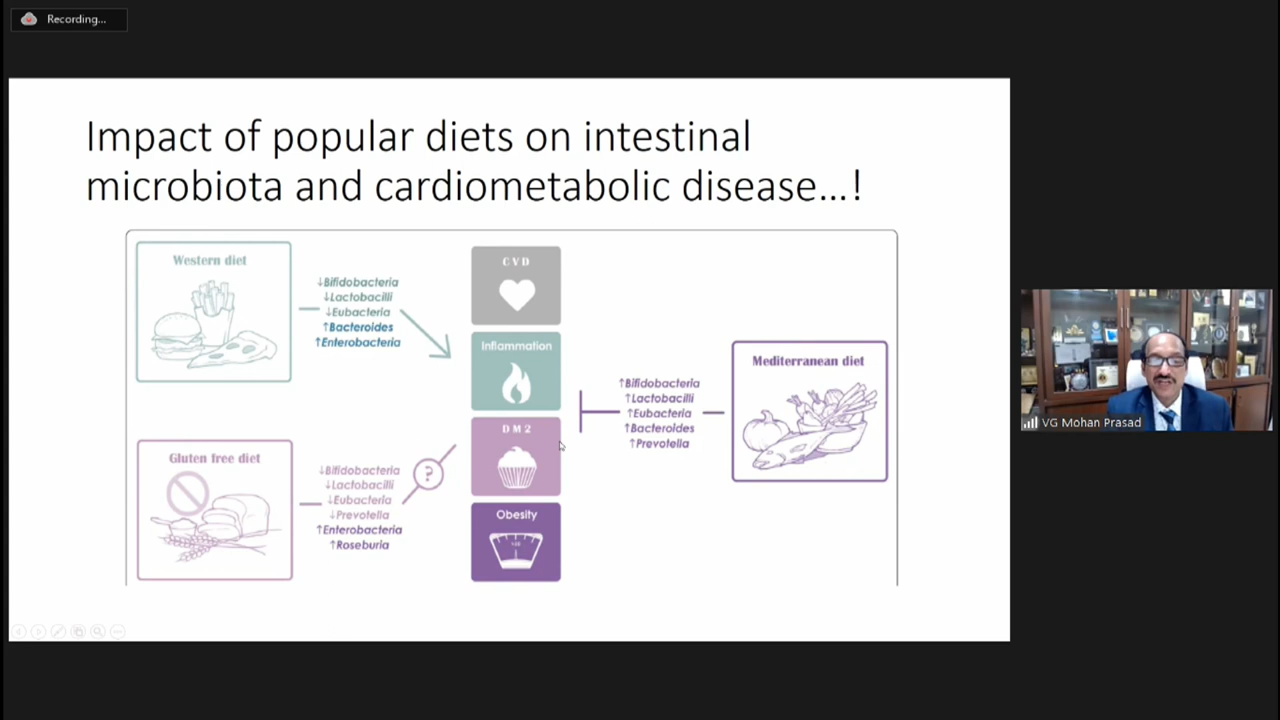 Recording...
Impact of popular diets on intestinal
microbiota and cardiometabolic disease...!
Western diet
↓Bifidobacteria
↓Lactobacilli
↓Eubacteria
↑Bacteroides
↑Enterobacteria
Gluten free diet
↓Bifidobacteria
↓Lactobacilli
↓Eubacteria
↓Prevotella
↑Enterobacteria
↑Roseburia
?
CVD
Inflammation
DM2
Obesity
↑Bifidobacteria
↑Lactobacilli
↑Eubacteria
↑Bacteroides
↑Prevotella
Mediterranean diet
VG Mohan Prasad